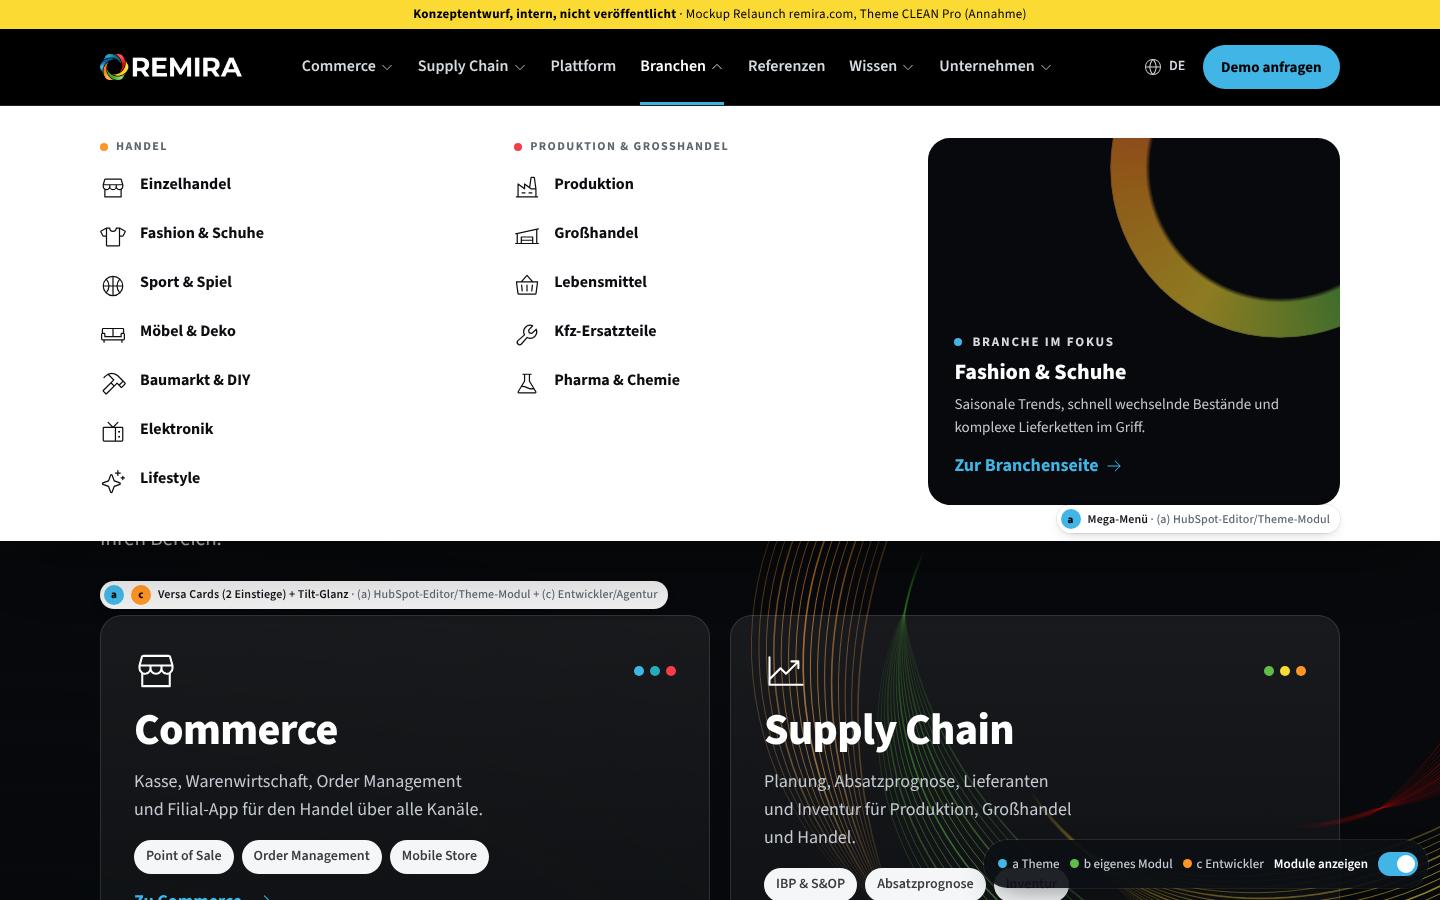 Konzeptentwurf, intern, nicht veröffentlicht · Mockup Relaunch remira.com, Theme CLEAN Pro (Annahme)
REMIRA
Commerce
Supply Chain
Plattform
Branchen
Referenzen
Wissen
Unternehmen
DE
Demo anfragen
HANDEL
Einzelhandel
Fashion & Schuhe
Sport & Spiel
Möbel & Deko
Baumarkt & DIY
Elektronik
Lifestyle
PRODUKTION & GROSSHANDEL
Produktion
Großhandel
Lebensmittel
Kfz-Ersatzteile
Pharma & Chemie
BRANCHE IM FOKUS
Fashion & Schuhe
Saisonale Trends, schnell wechselnde Bestände und
komplexe Lieferketten im Griff.
Zur Branchenseite
a Mega-Menü · (a) HubSpot-Editor/Theme-Modul
Ihren Bereich.
a c Versa Cards (2 Einstiege) + Tilt-Glanz · (a) HubSpot-Editor/Theme-Modul + (c) Entwickler/Agentur
Commerce
Kasse, Warenwirtschaft, Order Management
und Filial-App für den Handel über alle Kanäle.
Point of Sale
Order Management
Mobile Store
Zu Commerce
Supply Chain
Planung, Absatzprognose, Lieferanten
und Inventur für Produktion, Großhandel
und Handel.
IBP & S&OP
Absatzprognose
Inventur
a Theme
b eigenes Modul
c Entwickler
Module anzeigen